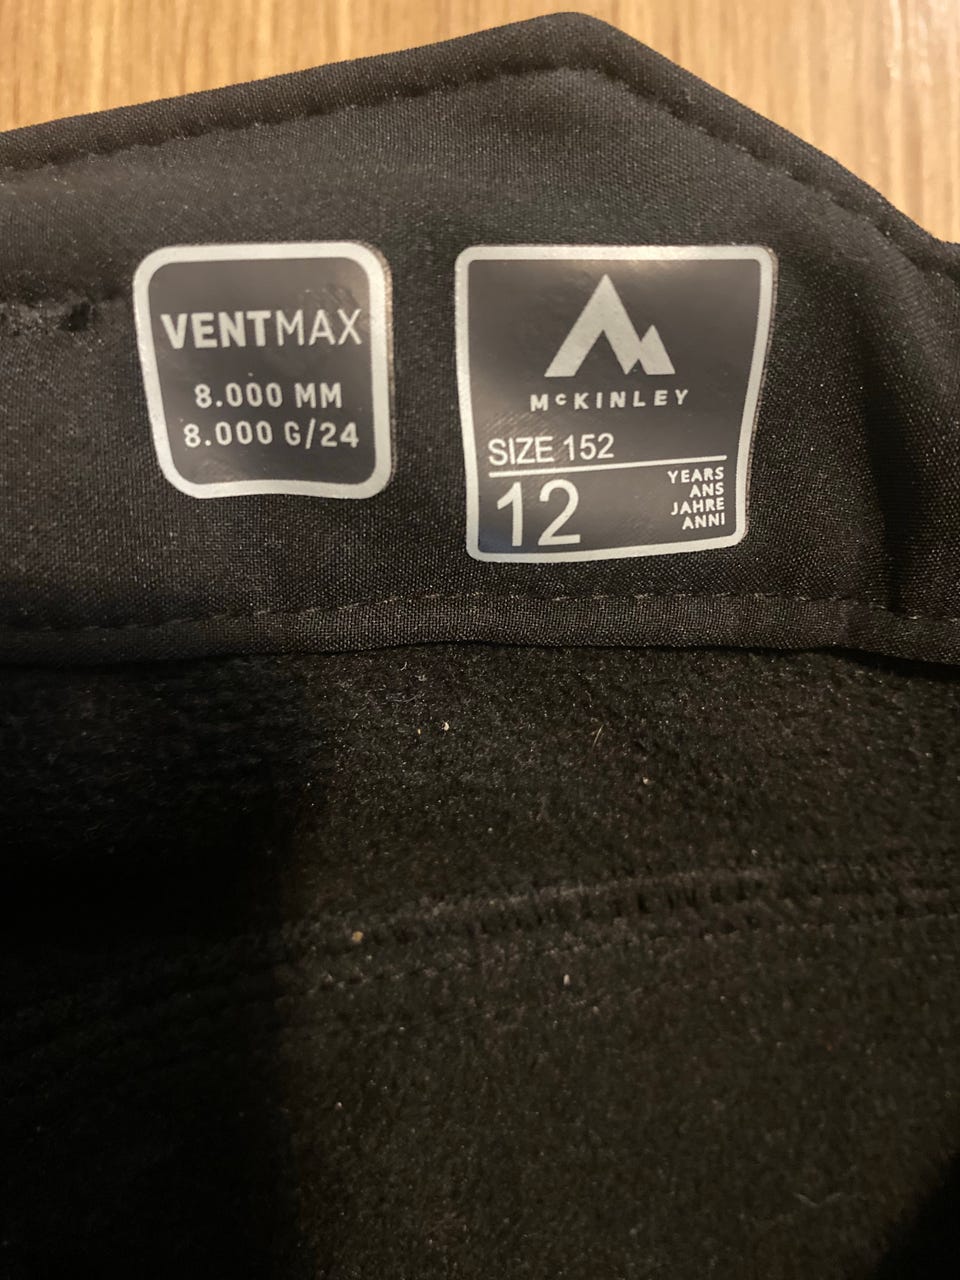 VENTMAX
8.000 MM
8.000 G/24
McKINLEY
SIZE 152
12
YEARS
ANS
JAHRE
ANNI